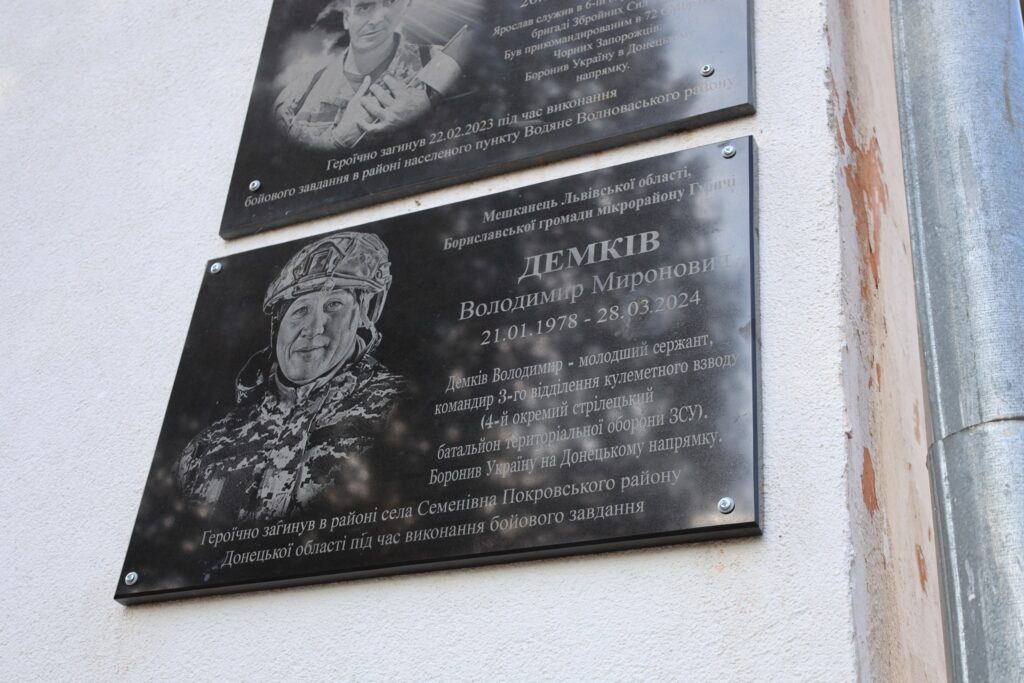 Ярослав служив в 6-ій
бригаді Збройних Сил
Був прикомандированим в 72
Чорних Запорожців
Боронив Україну в Донецькому
напрямку.
Героїчно загинув 22.02.2023 під час виконання
бойового завдання в районі населеного пункту Водяне Волноваського району
Мешканець Львівської області,
Бориславської громади мікрорайону Губичі
ДЕМКІВ
Володимир Миронович
21.01.1978 - 28.03.2024
Демків Володимир - молодший сержант,
командир 3-го відділення кулеметного взводу
(4-й окремий стрілецький
батальйон територіальної оборони ЗСУ).
Боронив Україну на Донецькому напрямку.
Героїчно загинув в районі села Семенівна Покровського району
Донецької області під час виконання бойового завдання